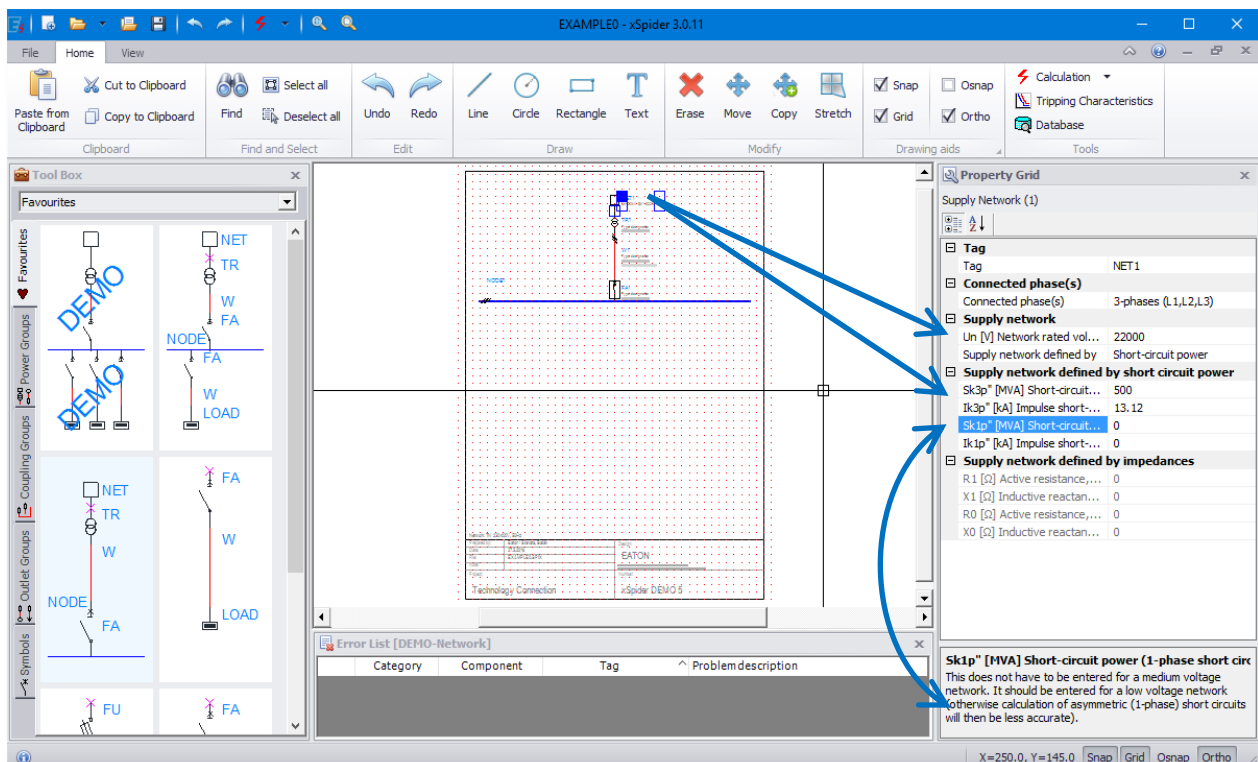 EXAMPLE0 - xSpider 3.0.11
File Home View
Paste from Clipboard
Cut to Clipboard
Copy to Clipboard
Clipboard
Find
Select all
Deselect all
Find and Select
Undo Redo
Edit
Line Circle Rectangle Text
Draw
Erase Move Copy Stretch
Modify
Snap Osnap
Grid Ortho
Drawing aids
Calculation
Tripping Characteristics
Database
Tools
Tool Box
Favourites
Favourites
Power Groups
Coupling Groups
Outlet Groups
Symbols
DEMO
DEMO
NET
TR
W
FA
NODE
FA
W
LOAD
NET
TR
W
NODE
FA
FA
W
LOAD
FU
FA
NODE
EATON
Technology Connection
xSpider DEMO 5
Error List [DEMO-Network]
Category Component Tag Problem description
Property Grid
Supply Network (1)
Tag
Tag NET1
Connected phase(s)
Connected phase(s) 3-phases (L1,L2,L3)
Supply network
Un [V] Network rated vol... 22000
Supply network defined by Short-circuit power
Supply network defined by short circuit power
Sk3p" [MVA] Short-circuit... 500
Ik3p" [kA] Impulse short-... 13.12
Sk1p" [MVA] Short-circuit... 0
Ik1p" [kA] Impulse short-... 0
Supply network defined by impedances
R1 [Ω] Active resistance,... 0
X1 [Ω] Inductive reactan... 0
R0 [Ω] Active resistance,... 0
X0 [Ω] Inductive reactan... 0
Sk1p" [MVA] Short-circuit power (1-phase short circ
This does not have to be entered for a medium voltage
network. It should be entered for a low voltage network
(otherwise calculation of asymmetric (1-phase) short circuits
will then be less accurate).
X=250.0, Y=145.0 Snap Grid Osnap Ortho